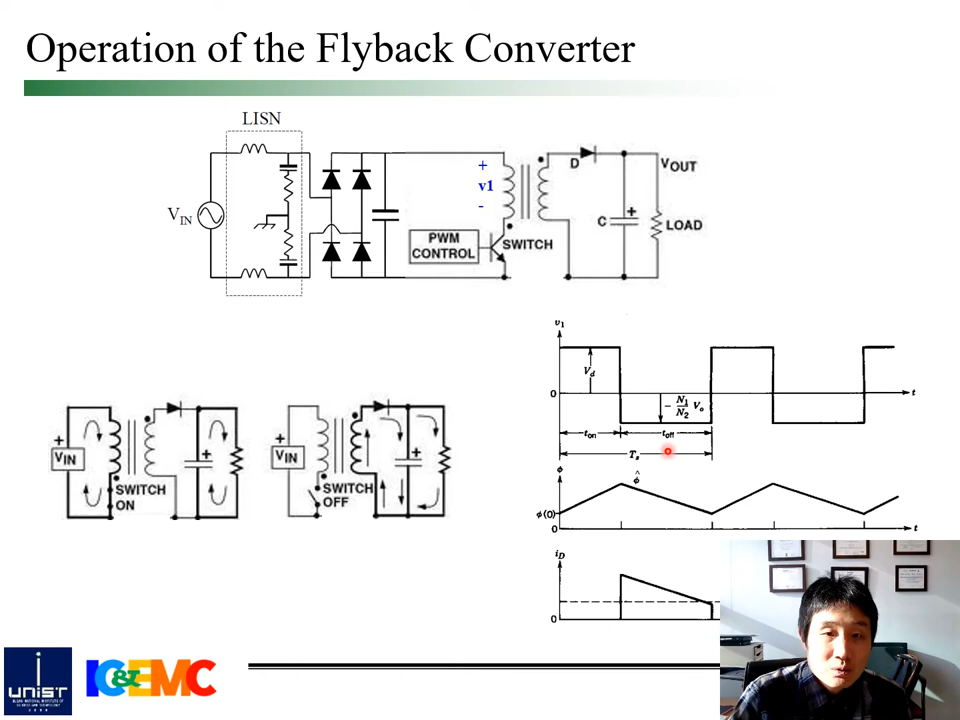 Operation of the Flyback Converter
LISN
VIN
+
v1
-
PWM
CONTROL
SWITCH
D
VOUT
C
+
LOAD
+
VIN
+
SWITCH
ON
+
VIN
+
SWITCH
OFF
v1
Vd
0
t
- N1/N2 Vo
ton
toff
Ts
ϕ
ϕ̂
ϕ(0)
0
t
iD
0
UNIST
IC&EMC